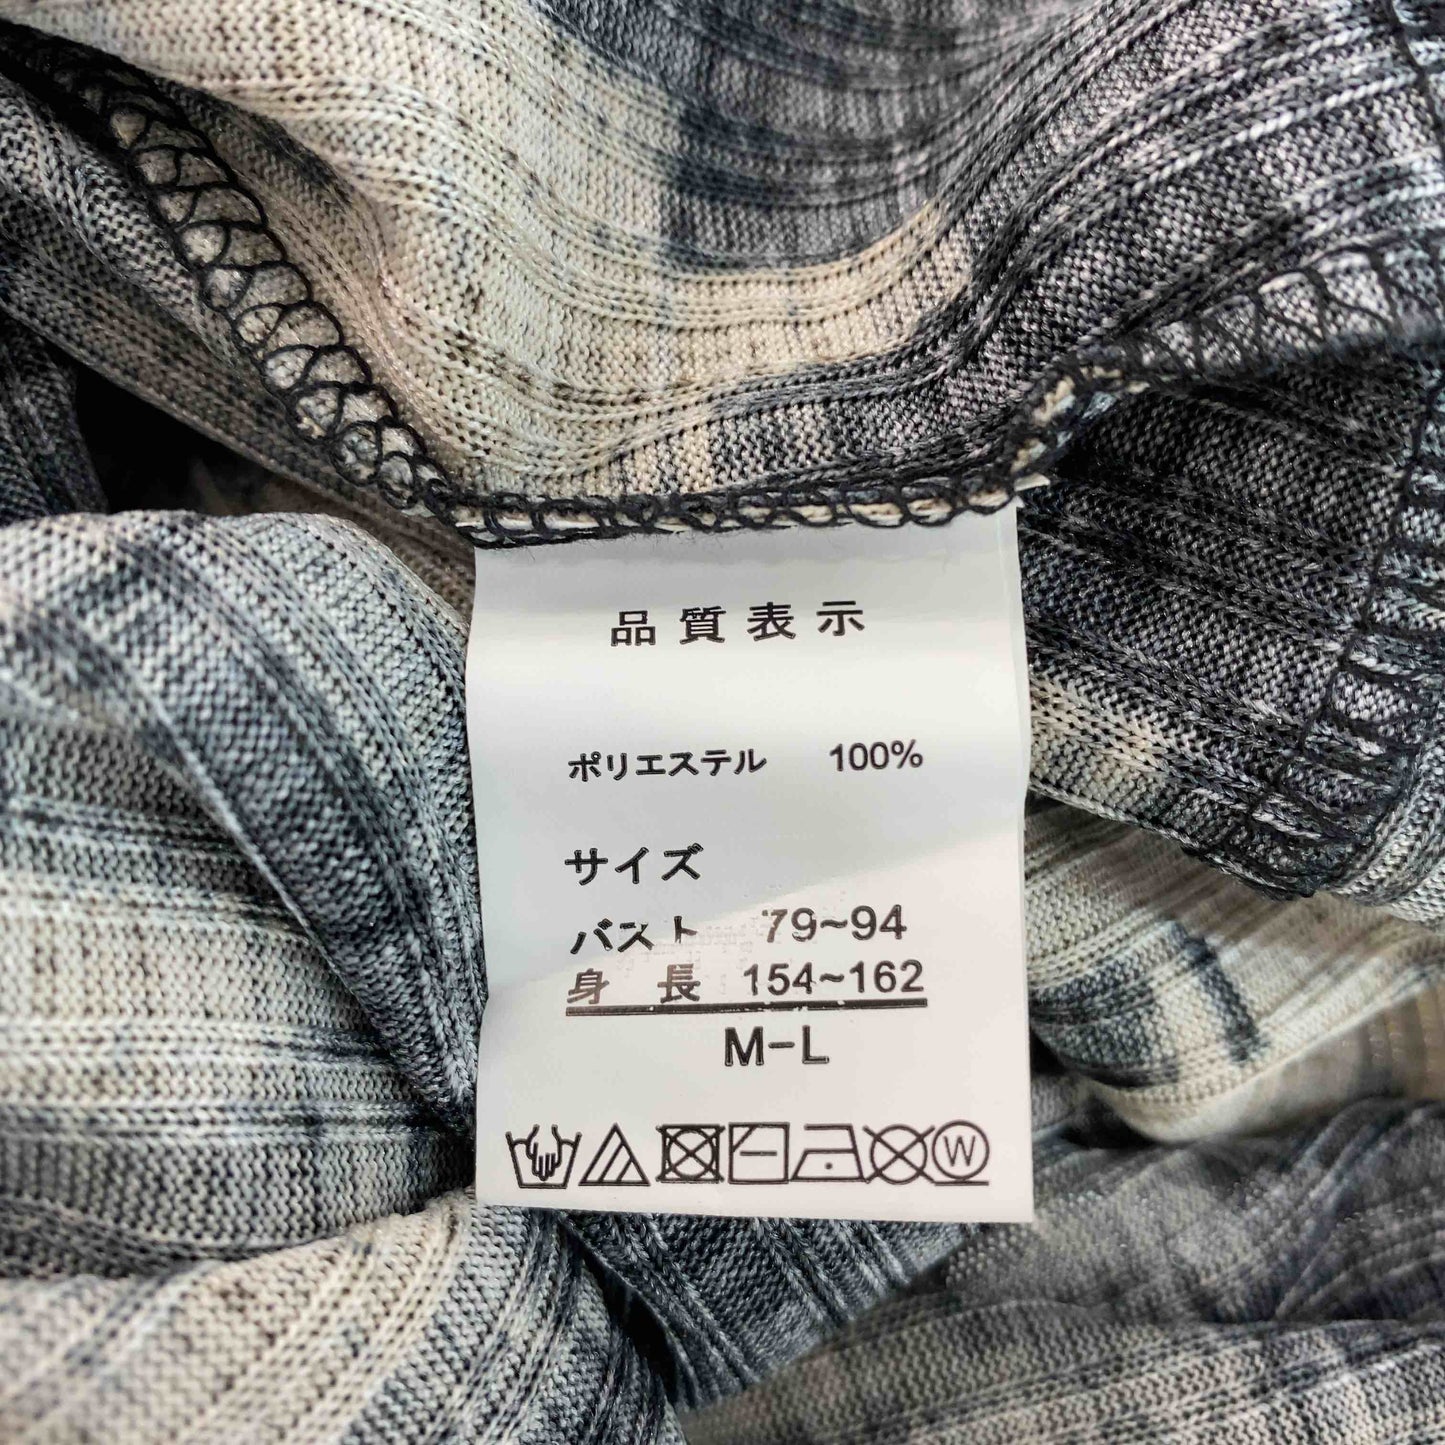 品質表示
ポリエステル 100%
サイズ
バスト 79~94
身 長 154~162
M-L
W